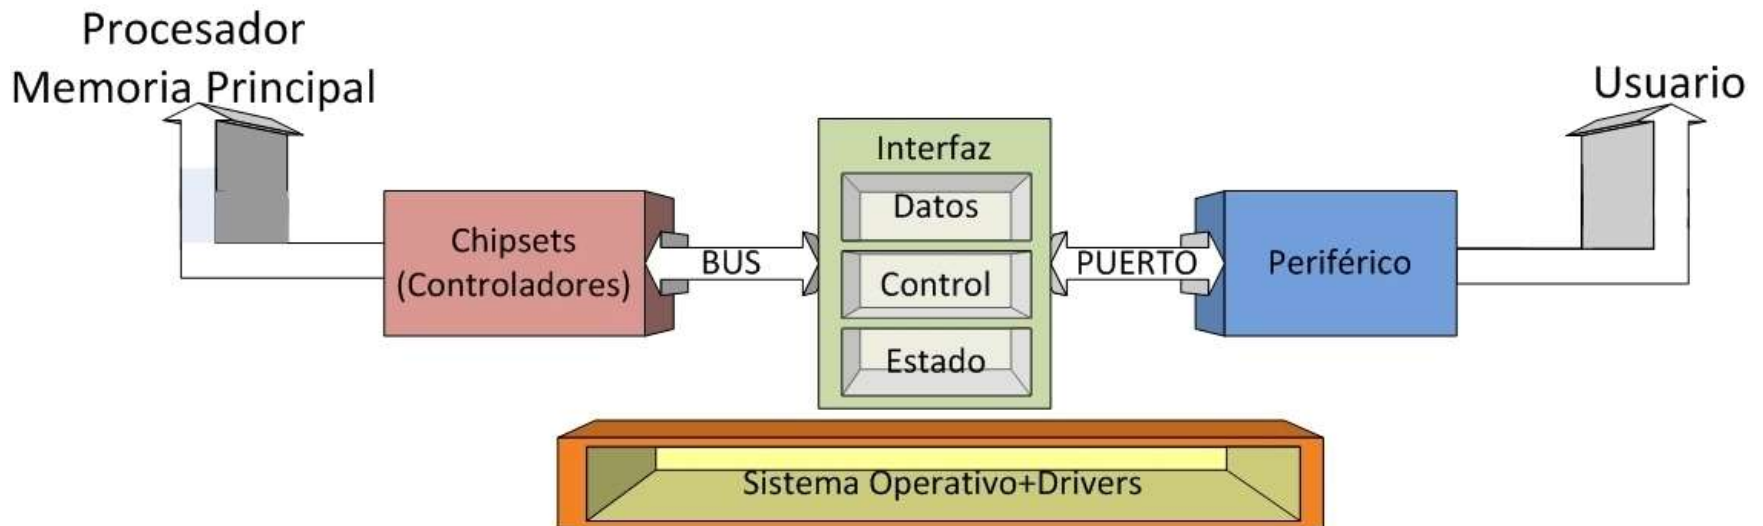 Procesador
Memoria Principal
Usuario
Interfaz
Datos
Chipsets
(Controladores)
BUS
Control
PUERTO
Periférico
Estado
Sistema Operativo+Drivers